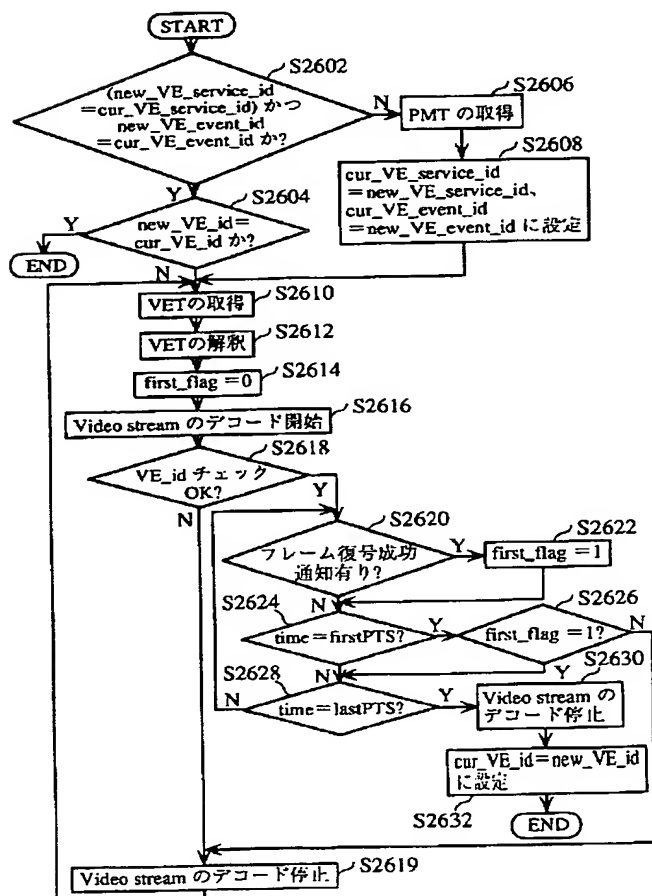 START
S2602
(new_VE_service_id
=cur_VE_service_id) かつ
new_VE_event_id
=cur_VE_event_id か?
N
S2606
PMT の取得
S2608
cur_VE_service_id
=new_VE_service_id、
cur_VE_event_id
=new_VE_event_id に設定
Y
S2604
Y
new_VE_id=
cur_VE_id か?
END
N
S2610
VETの取得
S2612
VETの解釈
S2614
first_flag =0
S2616
Video stream のデコード開始
S2618
VE_id チェック
OK?
Y
N
S2620
フレーム復号成功
通知有り?
Y
S2622
first_flag =1
S2624
N
S2626
time=firstPTS?
Y
first_flag =1?
N
S2628
N
Y
S2630
N
time=lastPTS?
Y
Video stream の
デコード停止
cur_VE_id=new_VE_id
に設定
S2632
END
Video stream のデコード停止
S2619